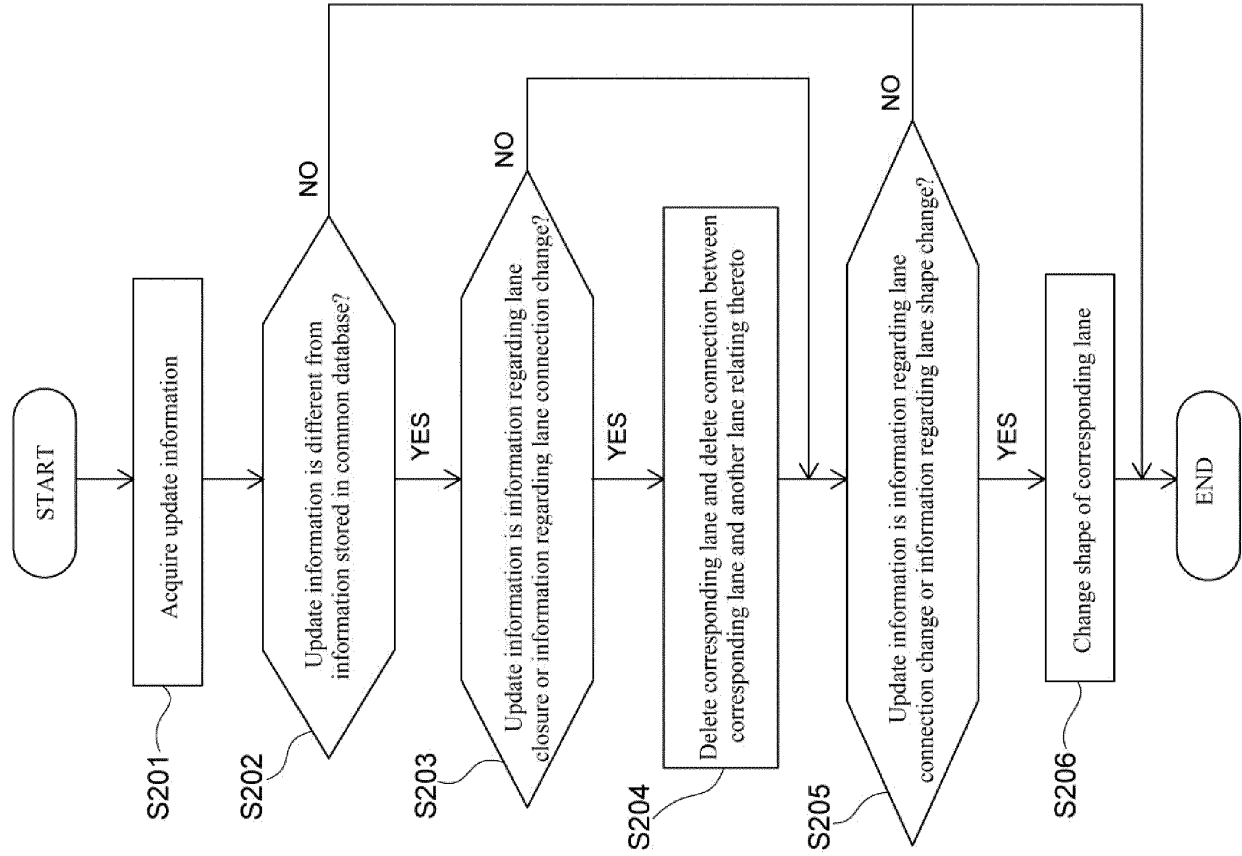 START
S201
Acquire update information
S202
Update information is different from
information stored in common database?
NO
YES
S203
Update information is information regarding lane
closure or information regarding lane connection change?
NO
YES
S204
Delete corresponding lane and delete connection between
corresponding lane and another lane relating thereto
S205
Update information is information regarding lane
connection change or information regarding lane shape change?
NO
YES
S206
Change shape of corresponding lane
END